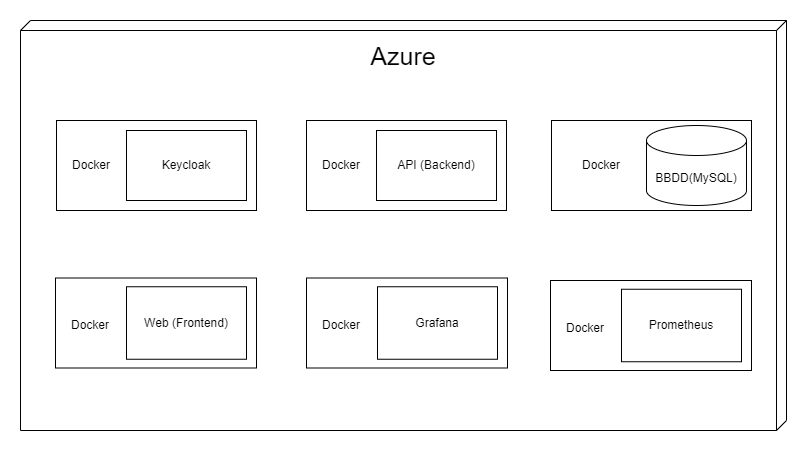 Azure
Docker
Keycloak
Docker
API (Backend)
Docker
BBDD(MySQL)
Docker
Web (Frontend)
Docker
Grafana
Docker
Prometheus